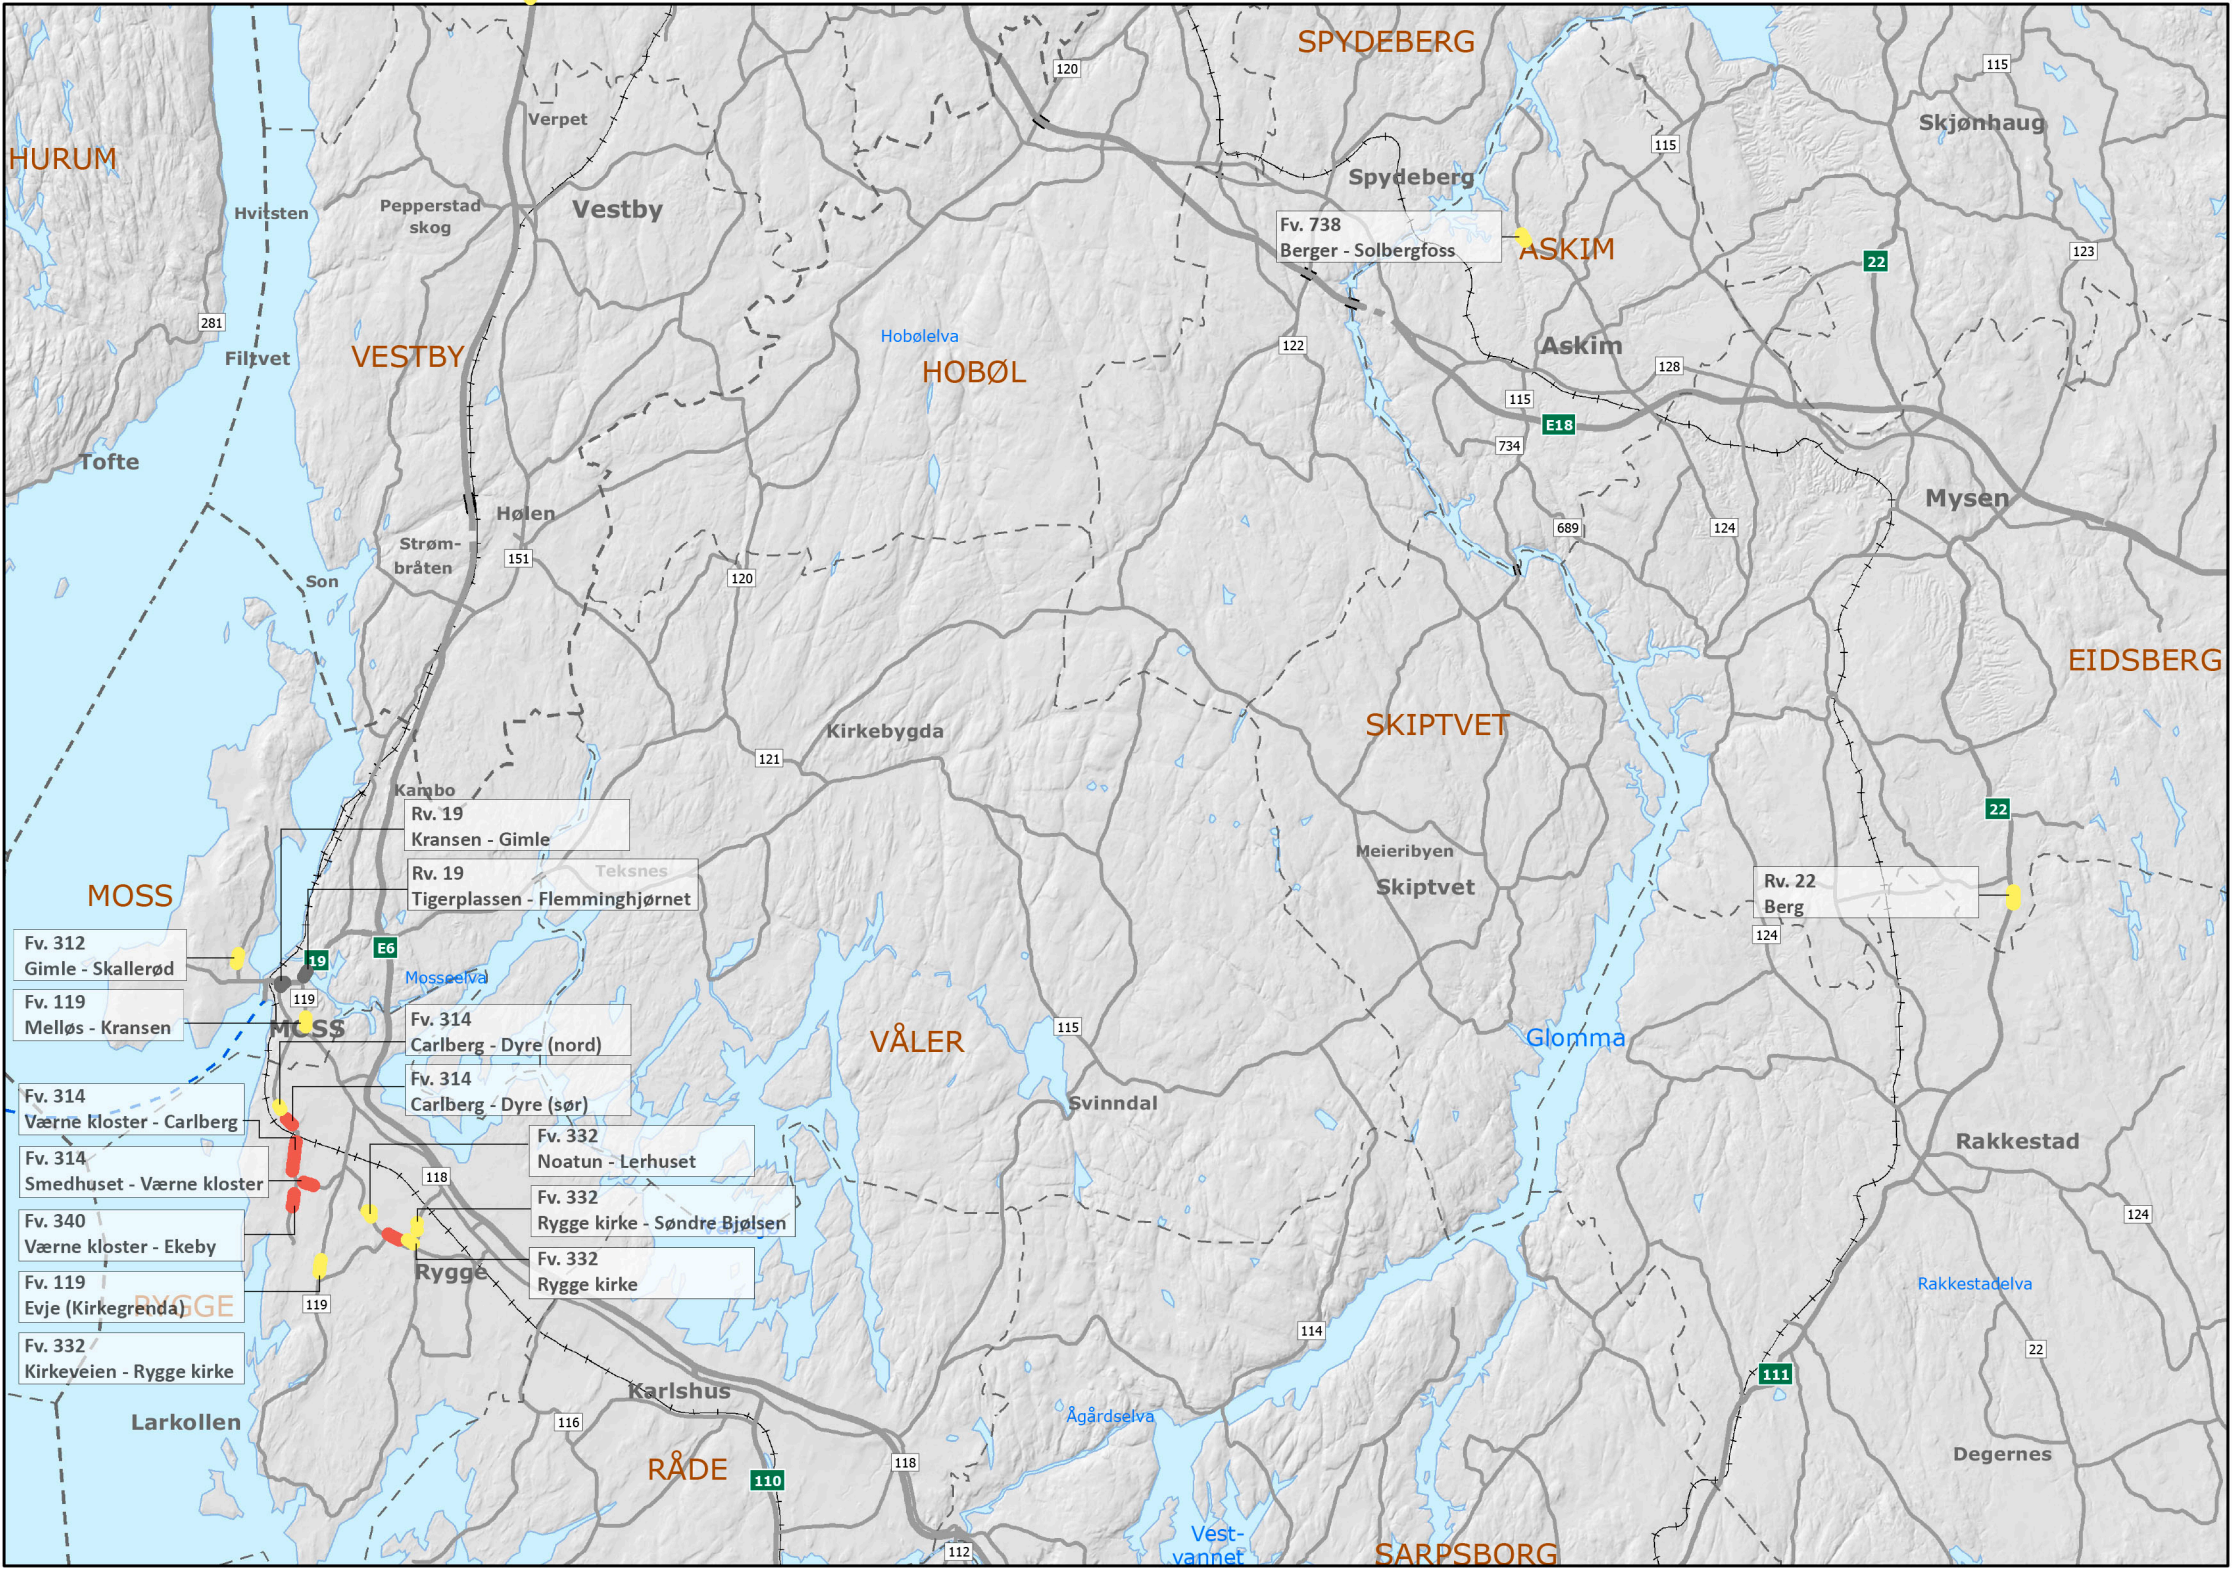 SPYDEBERG
120
115
Verpet
Skjønhaug
HURUM
115
Spydeberg
Hvitsten
Pepperstad
skog
Vestby
Fv. 738
Berger - Solbergfoss
ASKIM
22
123
281
Filtvet
VESTBY
Hobølelva
HOBØL
122
Askim
128
115
E18
734
Tofte
Hølen
Mysen
Strøm-
bråten
151
689
124
Son
120
EIDSBERG
SKIPTVET
Kirkebygda
121
Kambo
Rv. 19
Kransen - Gimle
22
Meieribyen
Skiptvet
Rv. 19
Tigerplassen - Flemminghjørnet
Teksnes
Rv. 22
Berg
MOSS
124
Fv. 312
Gimle - Skallerød
E6
19
Mosseelva
Fv. 119
Melløs - Kransen
119
MOSS
Fv. 314
Carlberg - Dyre (nord)
VÅLER
115
Glomma
Fv. 314
Carlberg - Dyre (sør)
Fv. 314
Værne kloster - Carlberg
Svinndal
Fv. 332
Noatun - Lerhuset
Rakkestad
Fv. 314
Smedhuset - Værne kloster
118
Fv. 332
Rygge kirke - Søndre Bjølsen
124
Fv. 340
Værne kloster - Ekeby
Fv. 332
Rygge kirke
Rygge
Fv. 119
Evje (Kirkegrenda)
RYGGE
119
Rakkestadelva
114
22
Fv. 332
Kirkeveien - Rygge kirke
111
Karlshus
Larkollen
116
Ågårdselva
RÅDE
110
118
Degernes
Vest-
vannet
112
SARPSBORG